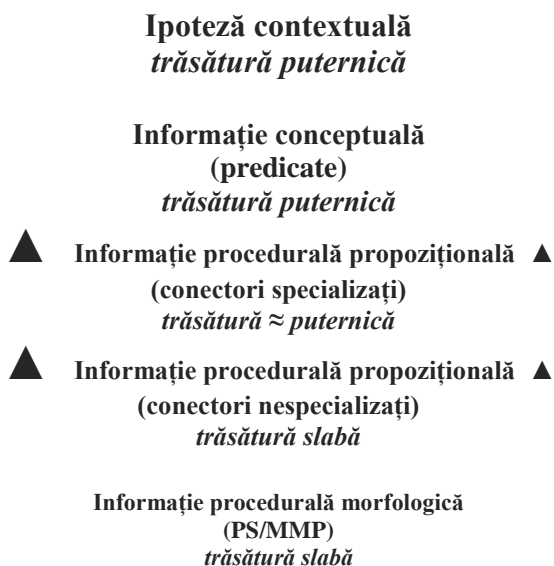 Ipoteză contextuală
trăsătură puternică
Informație conceptuală
(predicate)
trăsătură puternică
▲ Informație procedurală propozițională ▲
(conectori specializați)
trăsătură ≈ puternică
▲ Informație procedurală propozițională ▲
(conectori nespecializați)
trăsătură slabă
Informație procedurală morfologică
(PS/MMP)
trăsătură slabă